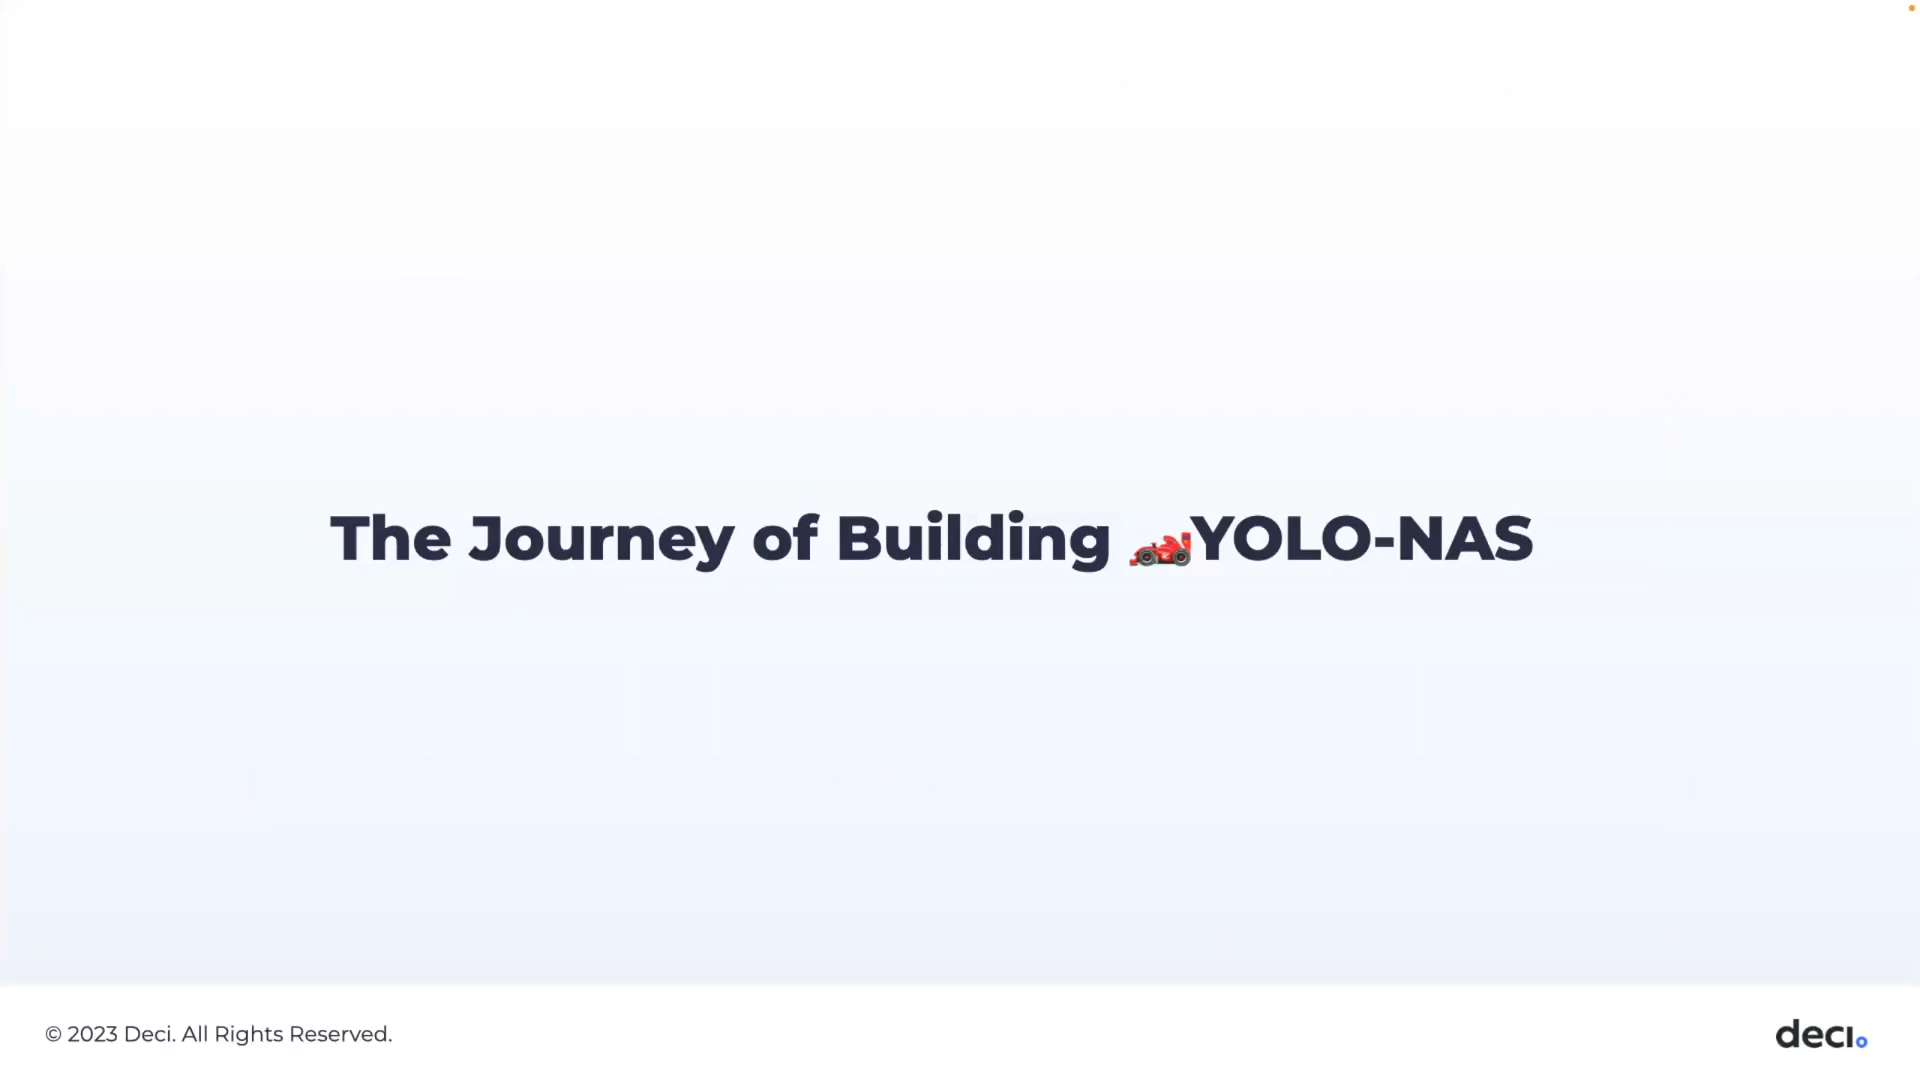 The Journey of Building 🏎️YOLO-NAS
© 2023 Deci. All Rights Reserved.
deci.